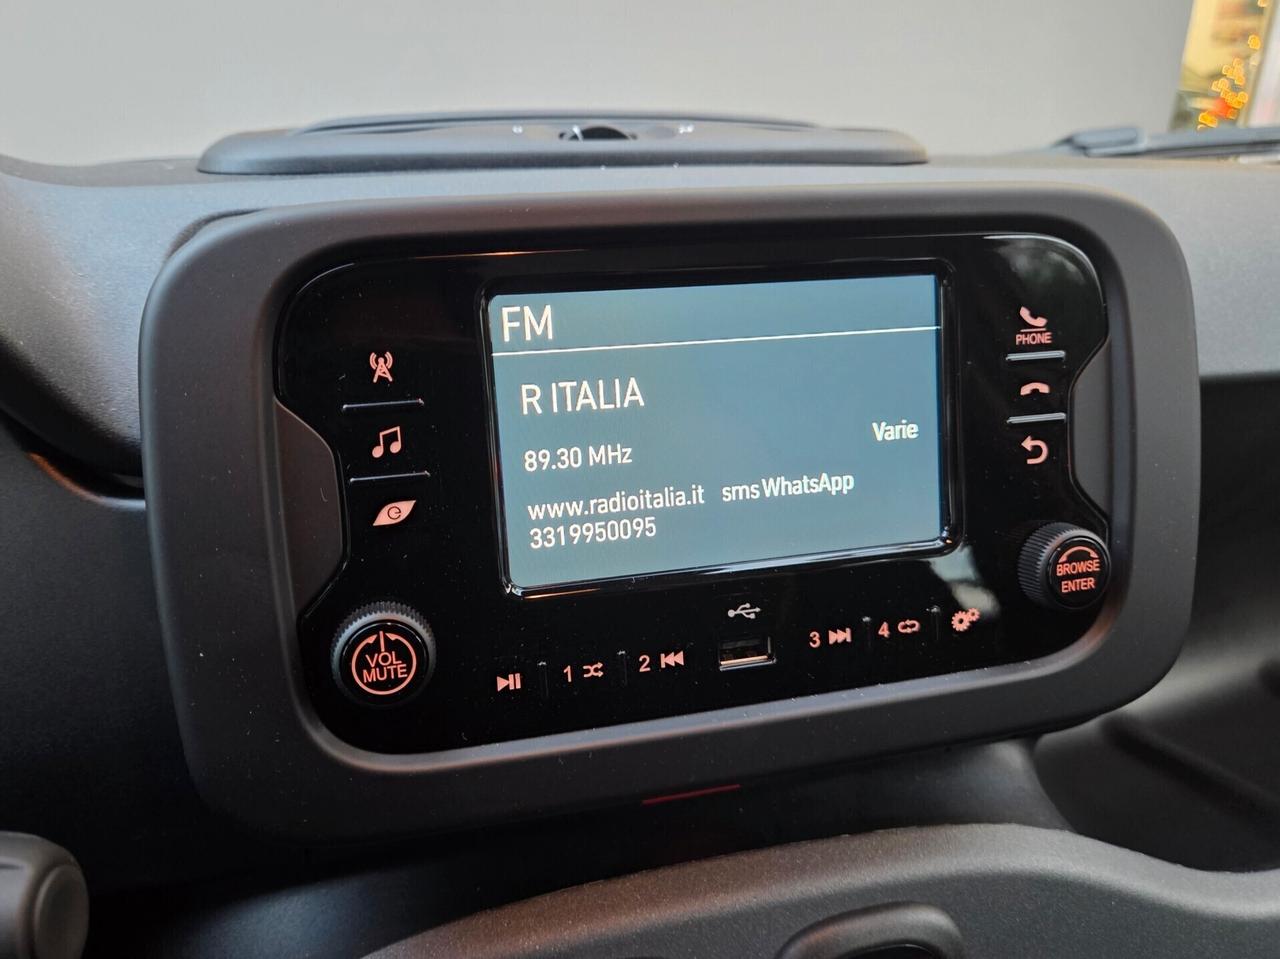 FM
R ITALIA
Varie
89.30 MHz
www.radioitalia.it sms WhatsApp
3319950095
PHONE
BROWSE
ENTER
VOL
MUTE
1
2
3
4